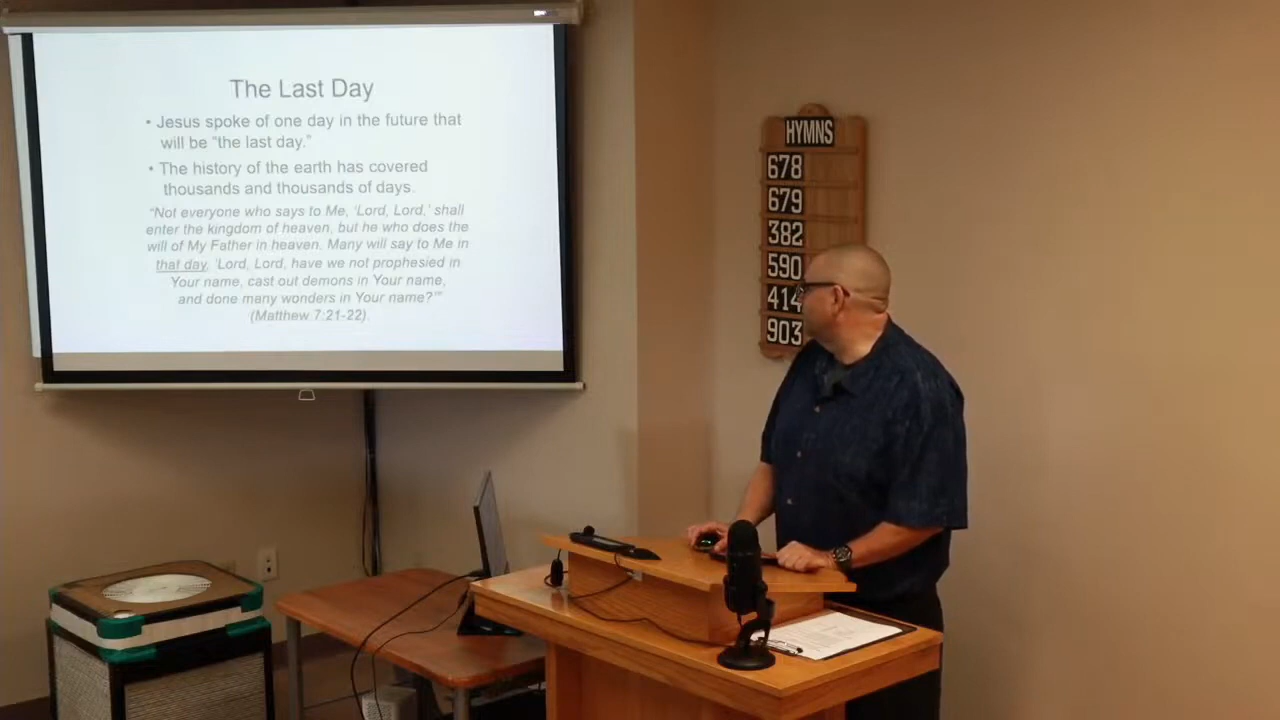 The Last Day
• Jesus spoke of one day in the future that
will be "the last day."
• The history of the earth has covered
thousands and thousands of days.
"Not everyone who says to Me, 'Lord, Lord,' shall
enter the kingdom of heaven, but he who does the
will of My Father in heaven. Many will say to Me in
that day, 'Lord, Lord, have we not prophesied in
Your name, cast out demons in Your name,
and done many wonders in Your name?'"
(Matthew 7:21-22).
HYMNS
678
679
382
590
414
903